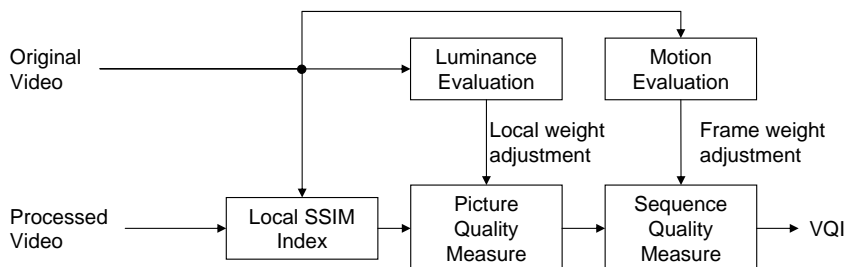 Original
Video
Luminance
Evaluation
Motion
Evaluation
Local weight
adjustment
Frame weight
adjustment
Processed
Video
Local SSIM
Index
Picture
Quality
Measure
Sequence
Quality
Measure
VQI